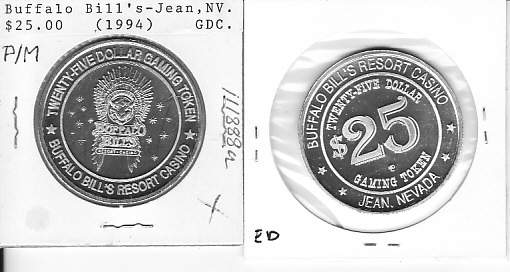 Buffalo Bill's-Jean,NV.
$25.00 (1994) GDC.
P/M
TWENTY-FIVE DOLLAR GAMING TOKEN
BUFFALO
BILL'S
BUFFALO BILL'S RESORT CASINO
x
BUFFALO BILL'S RESORT CASINO
TWENTY-FIVE DOLLAR
$25
GAMING TOKEN
JEAN, NEVADA
ED